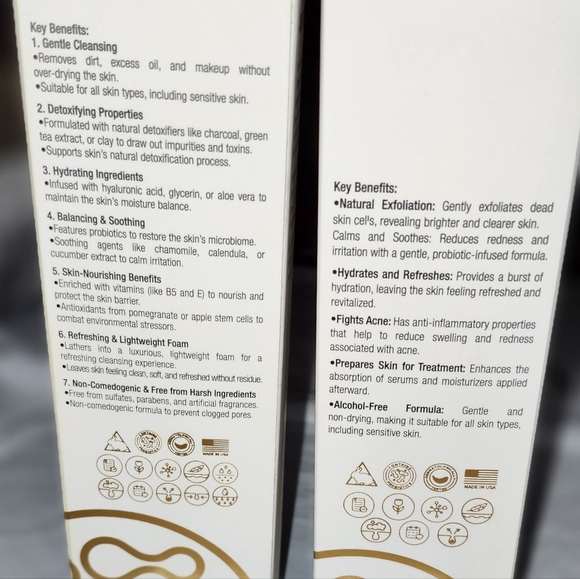 Key Benefits:
1. Gentle Cleansing
•Removes dirt, excess oil, and makeup without
over-drying the skin.
•Suitable for all skin types, including sensitive skin.
2. Detoxifying Properties
•Formulated with natural detoxifiers like charcoal, green
tea extract, or clay to draw out impurities and toxins.
•Supports skin's natural detoxification process.
3. Hydrating Ingredients
•Infused with hyaluronic acid, glycerin, or aloe vera to
maintain the skin's moisture balance.
4. Balancing & Soothing
•Features probiotics to restore the skin's microbiome.
•Soothing agents like chamomile, calendula, or
cucumber extract to calm irritation.
5. Skin-Nourishing Benefits
•Enriched with vitamins (like B5 and E) to nourish and
protect the skin barrier.
•Antioxidants from pomegranate or apple stem cells to
combat environmental stressors.
6. Refreshing & Lightweight Foam
•Lathers into a luxurious, lightweight foam for a
refreshing cleansing experience.
•Leaves skin feeling clean, soft, and refreshed without residue.
7. Non-Comedogenic & Free from Harsh Ingredients
•Free from sulfates, parabens, and artificial fragrances.
•Non-comedogenic formula to prevent clogged pores.
MADE IN USA
Key Benefits:
•Natural Exfoliation: Gently exfoliates dead
skin cells, revealing brighter and clearer skin.
Calms and Soothes: Reduces redness and
irritation with a gentle, probiotic-infused formula.
•Hydrates and Refreshes: Provides a burst of
hydration, leaving the skin feeling refreshed and
revitalized.
•Fights Acne: Has anti-inflammatory properties
that help to reduce swelling and redness
associated with acne.
•Prepares Skin for Treatment: Enhances the
absorption of serums and moisturizers applied
afterward.
•Alcohol-Free Formula: Gentle and
non-drying, making it suitable for all skin types,
including sensitive skin.
MADE IN USA